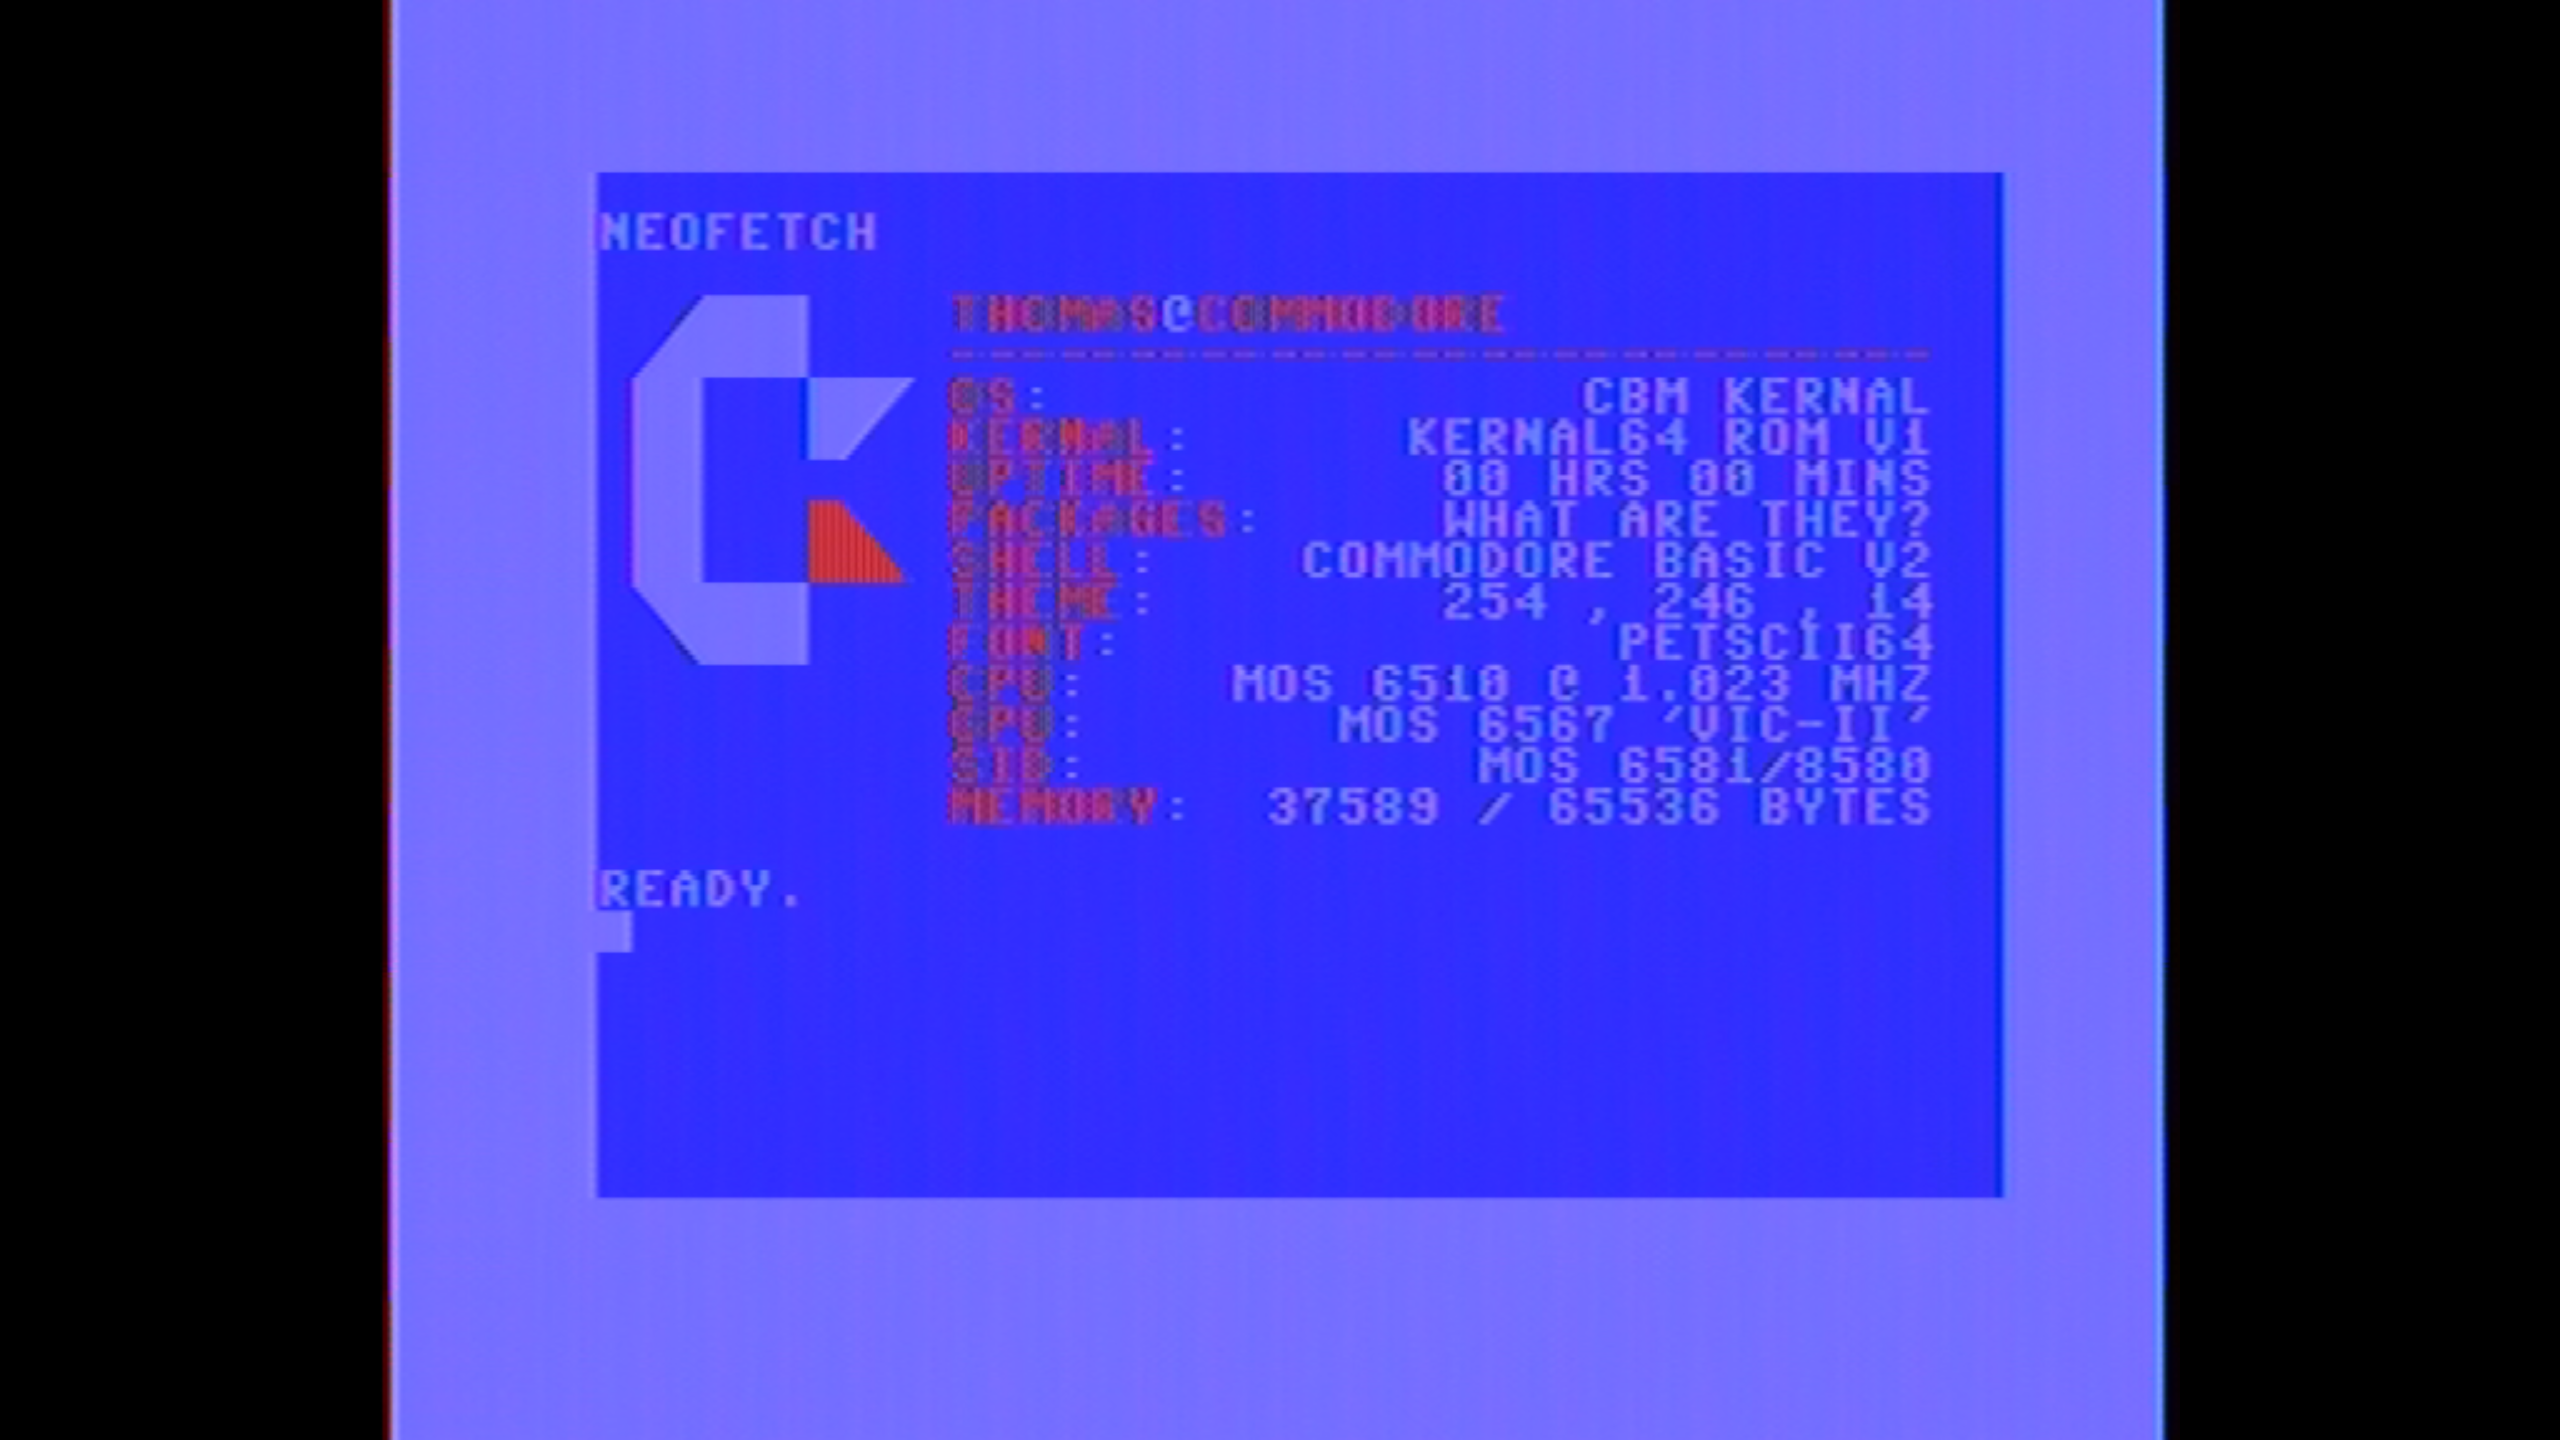 NEOFETCH
THOMAS@COMMODORE
----------------------------
OS: CBM KERNAL
KERNAL: KERNAL64 ROM V1
UPTIME: 00 HRS 00 MINS
PACKAGES: WHAT ARE THEY?
SHELL: COMMODORE BASIC V2
THEME: 254 , 246 , 14
FONT: PETSCII64
CPU: MOS 6510 @ 1.023 MHZ
GPU: MOS 6567 'VIC-II'
SID: MOS 6581/8580
MEMORY: 37589 / 65536 BYTES
READY.